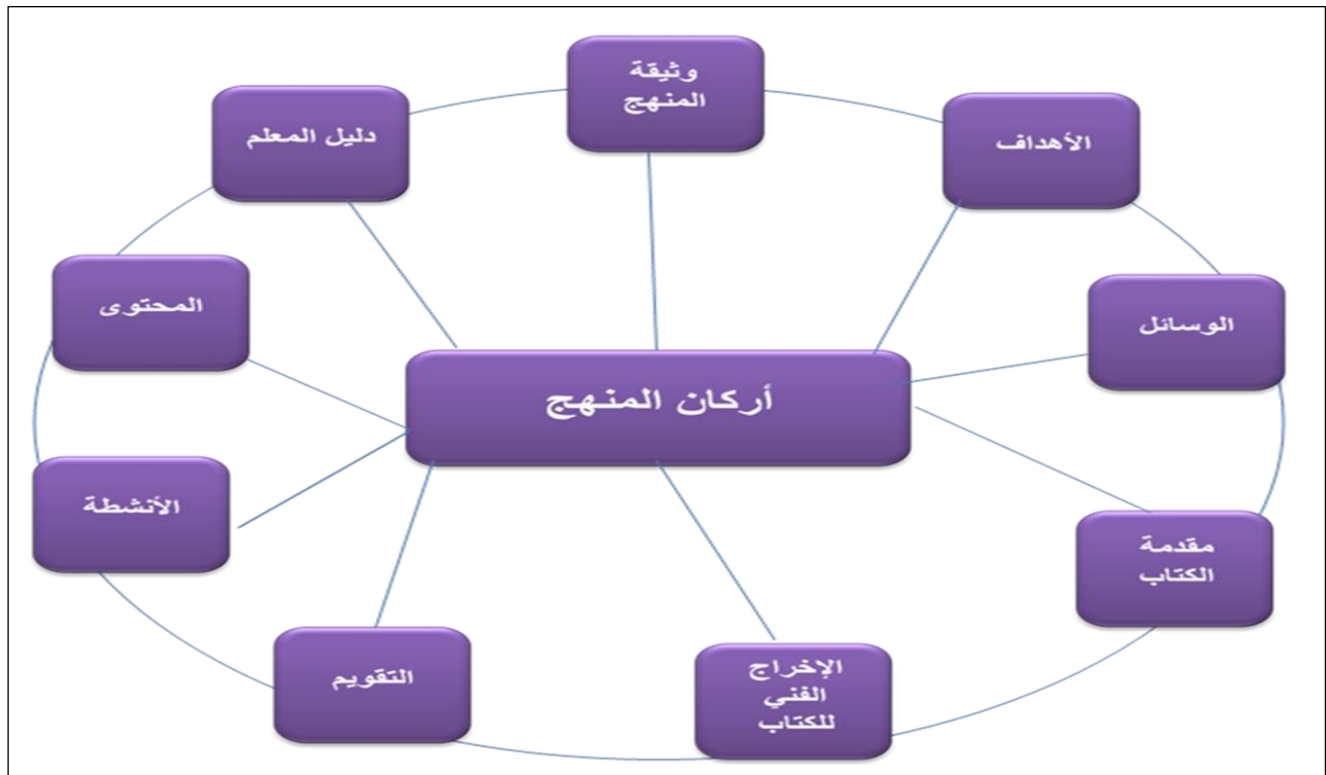 وثيقة
المنهج
الأهداف
دليل المعلم
الوسائل
المحتوى
أركان المنهج
مقدمة
الكتاب
الأنشطة
الإخراج
الفني
للكتاب
التقويم